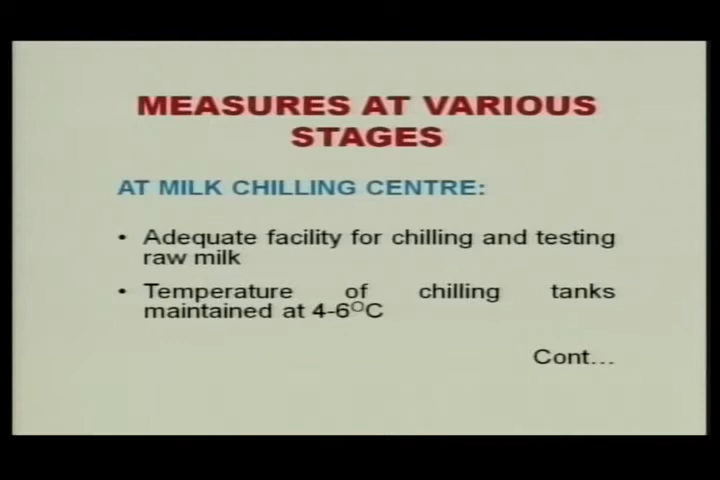 MEASURES AT VARIOUS
STAGES
AT MILK CHILLING CENTRE:
• Adequate facility for chilling and testing
raw milk
• Temperature of chilling tanks
maintained at 4-6°C
Cont...